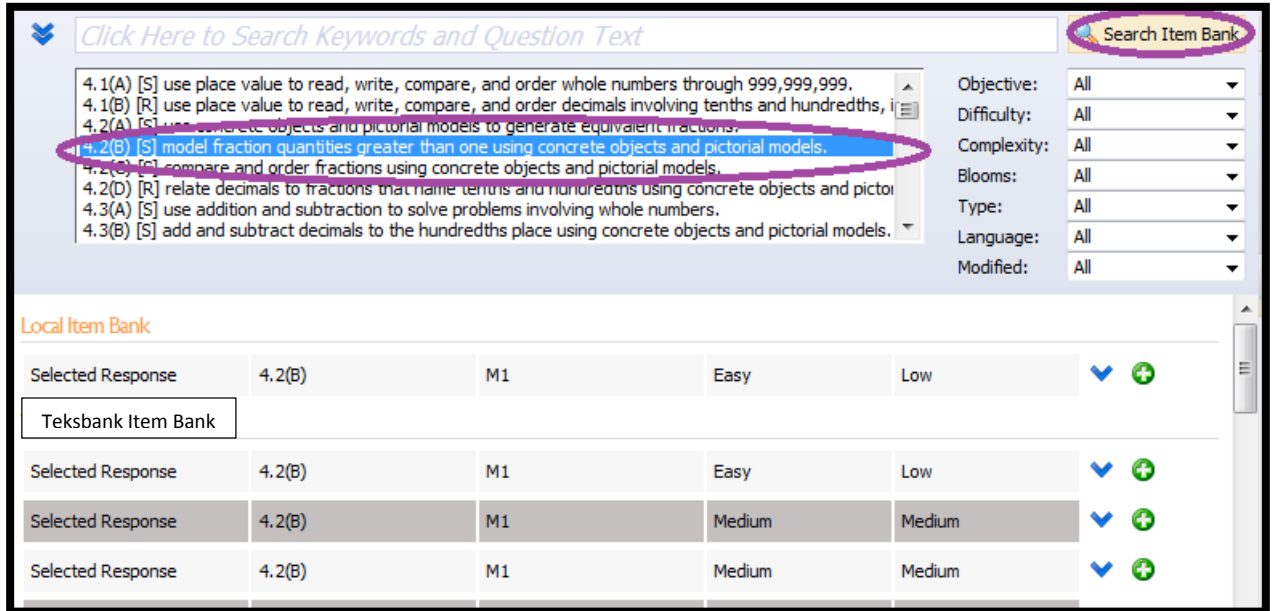 Click Here to Search Keywords and Question Text
Search Item Bank
4.1(A) [S] use place value to read, write, compare, and order whole numbers through 999,999,999.
4.1(B) [R] use place value to read, write, compare, and order decimals involving tenths and hundredths, i
4.2(A) [S] use concrete objects and pictorial models to generate equivalent fractions.
4.2(B) [S] model fraction quantities greater than one using concrete objects and pictorial models.
4.2(C) [S] compare and order fractions using concrete objects and pictorial models.
4.2(D) [R] relate decimals to fractions that name tenths and hundredths using concrete objects and pictor
4.3(A) [S] use addition and subtraction to solve problems involving whole numbers.
4.3(B) [S] add and subtract decimals to the hundredths place using concrete objects and pictorial models.
Objective: All
Difficulty: All
Complexity: All
Blooms: All
Type: All
Language: All
Modified: All
Local Item Bank
Selected Response 4.2(B) M1 Easy Low
Teksbank Item Bank
Selected Response 4.2(B) M1 Easy Low
Selected Response 4.2(B) M1 Medium Medium
Selected Response 4.2(B) M1 Medium Medium